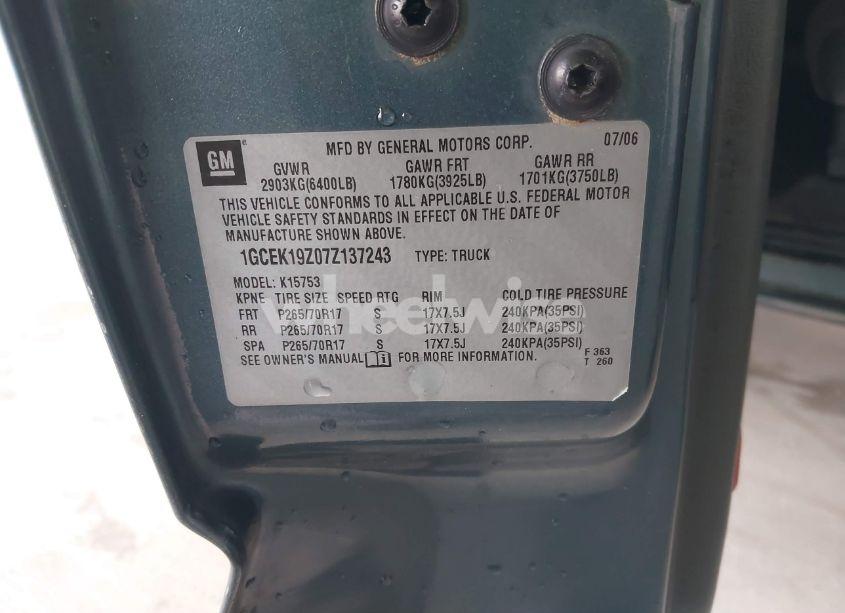 GM
MFD BY GENERAL MOTORS CORP. 07/06
GVWR GAWR FRT GAWR RR
2903KG(6400LB) 1780KG(3925LB) 1701KG(3750LB)
THIS VEHICLE CONFORMS TO ALL APPLICABLE U.S. FEDERAL MOTOR
VEHICLE SAFETY STANDARDS IN EFFECT ON THE DATE OF
MANUFACTURE SHOWN ABOVE.
1GCEK19Z07Z137243 TYPE: TRUCK
MODEL: K15753
KPNE TIRE SIZE SPEED RTG RIM COLD TIRE PRESSURE
FRT P265/70R17 S 17X7.5J 240KPA(35PSI)
RR P265/70R17 S 17X7.5J 240KPA(35PSI)
SPA P265/70R17 S 17X7.5J 240KPA(35PSI)
SEE OWNER'S MANUAL FOR MORE INFORMATION.
F 363
T 260
wheelwire